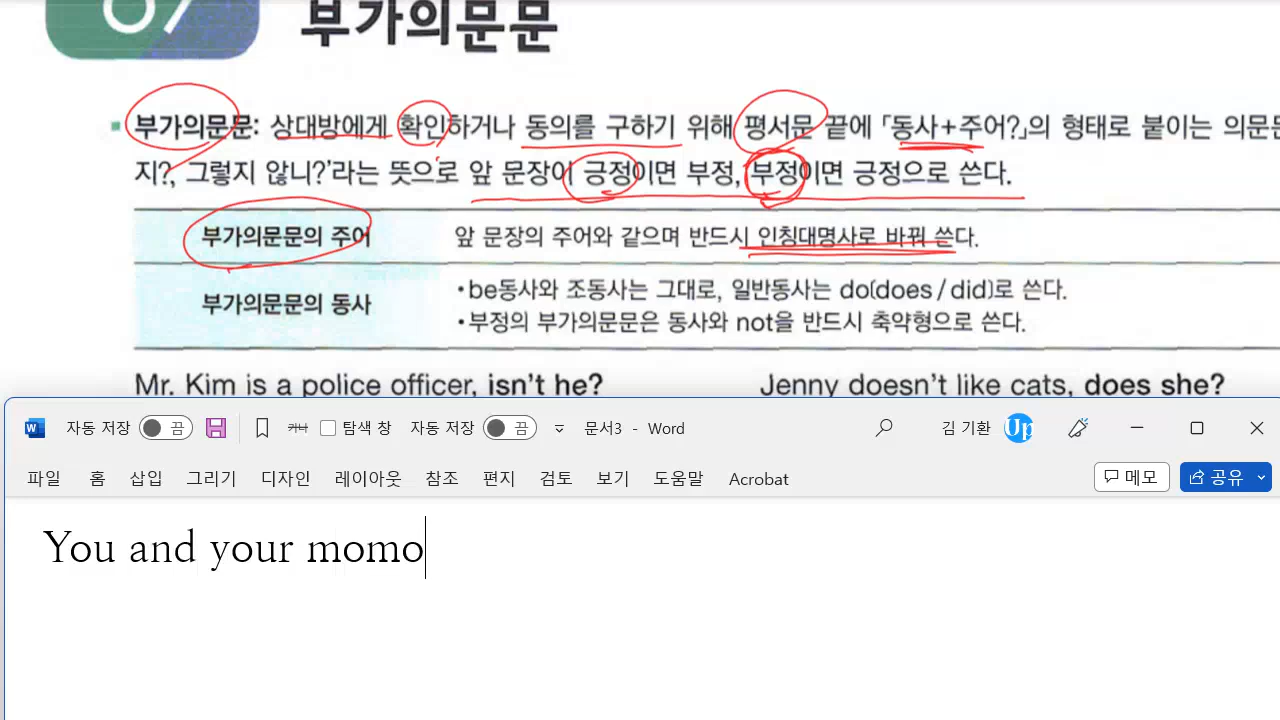 07 부가의문문
부가의문문: 상대방에게 확인하거나 동의를 구하기 위해 평서문 끝에 「동사+주어?」의 형태로 붙이는 의문문
지?, 그렇지 않니?'라는 뜻으로 앞 문장이 긍정이면 부정, 부정이면 긍정으로 쓴다.
부가의문문의 주어 앞 문장의 주어와 같으며 반드시 인칭대명사로 바꿔 쓴다.
부가의문문의 동사
•be동사와 조동사는 그대로, 일반동사는 do(does / did)로 쓴다.
•부정의 부가의문문은 동사와 not을 반드시 축약형으로 쓴다.
Mr. Kim is a police officer, isn't he? Jenny doesn't like cats, does she?
자동 저장 끔 가나 탐색 창 자동 저장 끔 문서3 - Word 김 기환 Up
파일 홈 삽입 그리기 디자인 레이아웃 참조 편지 검토 보기 도움말 Acrobat 메모 공유
You and your momo